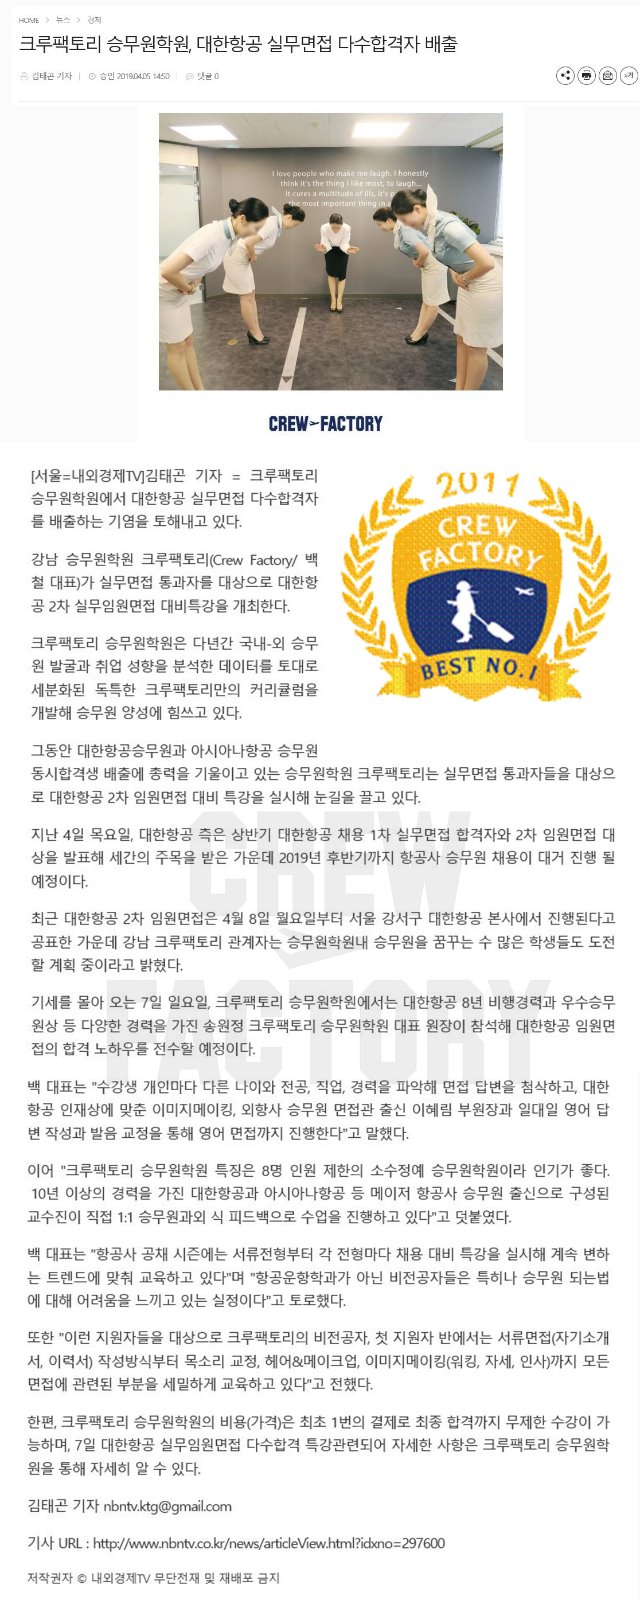 HOME > 뉴스 > 경제
크루팩토리 승무원학원, 대한항공 실무면접 다수합격자 배출
김태곤 기자 | 승인 2019.04.05 14:50 | 댓글 0
가
I love people who make me laugh. I honestly
think it's the thing I like most, to laugh...
It cures a multitude of ills, it's
the most important thing in a
CREW FACTORY
[서울=내외경제TV]김태곤 기자 = 크루팩토리
승무원학원에서 대한항공 실무면접 다수합격자
를 배출하는 기염을 토해내고 있다.
2011
CREW
FACTORY
BEST NO.1
강남 승무원학원 크루팩토리(Crew Factory/ 백
철 대표)가 실무면접 통과자를 대상으로 대한항
공 2차 실무임원면접 대비특강을 개최한다.
크루팩토리 승무원학원은 다년간 국내-외 승무
원 발굴과 취업 성향을 분석한 데이터를 토대로
세분화된 독특한 크루팩토리만의 커리큘럼을
개발해 승무원 양성에 힘쓰고 있다.
그동안 대한항공승무원과 아시아나항공 승무원
동시합격생 배출에 총력을 기울이고 있는 승무원학원 크루팩토리는 실무면접 통과자들을 대상으
로 대한항공 2차 임원면접 대비 특강을 실시해 눈길을 끌고 있다.
지난 4일 목요일, 대한항공 측은 상반기 대한항공 채용 1차 실무면접 합격자와 2차 임원면접 대
상을 발표해 세간의 주목을 받은 가운데 2019년 후반기까지 항공사 승무원 채용이 대거 진행 될
예정이다.
최근 대한항공 2차 임원면접은 4월 8일 월요일부터 서울 강서구 대한항공 본사에서 진행된다고
공표한 가운데 강남 크루팩토리 관계자는 승무원학원내 승무원을 꿈꾸는 수 많은 학생들도 도전
할 계획 중이라고 밝혔다.
CREW
FACTORY
기세를 몰아 오는 7일 일요일, 크루팩토리 승무원학원에서는 대한항공 8년 비행경력과 우수승무
원상 등 다양한 경력을 가진 송원정 크루팩토리 승무원학원 대표 원장이 참석해 대한항공 임원면
접의 합격 노하우를 전수할 예정이다.
백 대표는 "수강생 개인마다 다른 나이와 전공, 직업, 경력을 파악해 면접 답변을 첨삭하고, 대한
항공 인재상에 맞춘 이미지메이킹, 외항사 승무원 면접관 출신 이혜림 부원장과 일대일 영어 답
변 작성과 발음 교정을 통해 영어 면접까지 진행한다"고 말했다.
이어 "크루팩토리 승무원학원 특징은 8명 인원 제한의 소수정예 승무원학원이라 인기가 좋다.
10년 이상의 경력을 가진 대한항공과 아시아나항공 등 메이저 항공사 승무원 출신으로 구성된
교수진이 직접 1:1 승무원과외 식 피드백으로 수업을 진행하고 있다"고 덧붙였다.
백 대표는 "항공사 공채 시즌에는 서류전형부터 각 전형마다 채용 대비 특강을 실시해 계속 변하
는 트렌드에 맞춰 교육하고 있다"며 "항공운항학과가 아닌 비전공자들은 특히나 승무원 되는법
에 대해 어려움을 느끼고 있는 실정이다"고 토로했다.
또한 "이런 지원자들을 대상으로 크루팩토리의 비전공자, 첫 지원자 반에서는 서류면접(자기소개
서, 이력서) 작성방식부터 목소리 교정, 헤어&메이크업, 이미지메이킹(워킹, 자세, 인사)까지 모든
면접에 관련된 부분을 세밀하게 교육하고 있다"고 전했다.
한편, 크루팩토리 승무원학원의 비용(가격)은 최초 1번의 결제로 최종 합격까지 무제한 수강이 가
능하며, 7일 대한항공 실무임원면접 다수합격 특강관련되어 자세한 사항은 크루팩토리 승무원학
원을 통해 자세히 알 수 있다.
김태곤 기자 nbntv.ktg@gmail.com
기사 URL : http://www.nbntv.co.kr/news/articleView.html?idxno=297600
저작권자 © 내외경제TV 무단전재 및 재배포 금지